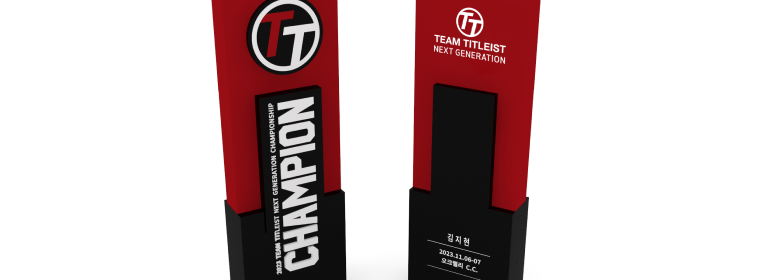 TT
CHAMPION
2023 TEAM TITLEIST NEXT GENERATION CHAMPIONSHIP
TT
TEAM TITLEIST
NEXT GENERATION
김지현
2023.11.06-07
오크밸리 C.C.